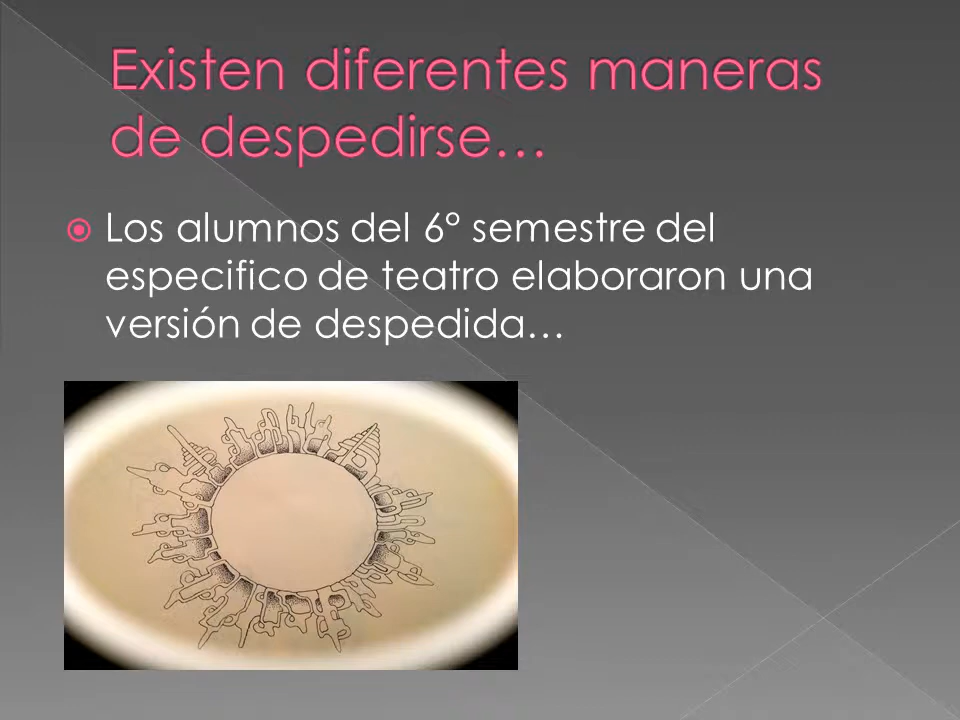 Existen diferentes maneras
de despedirse…
Los alumnos del 6° semestre del
especifico de teatro elaboraron una
versión de despedida…